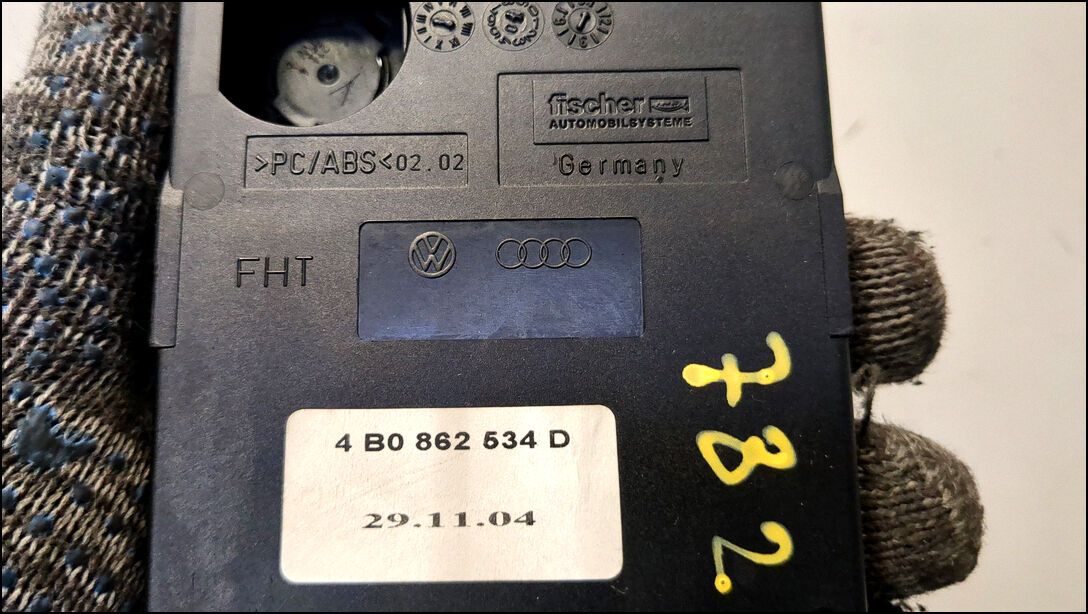 fischer
AUTOMOBILSYSTEME
Germany
>PC/ABS<02.02
FHT
4 B0 862 534 D
29.11.04
782